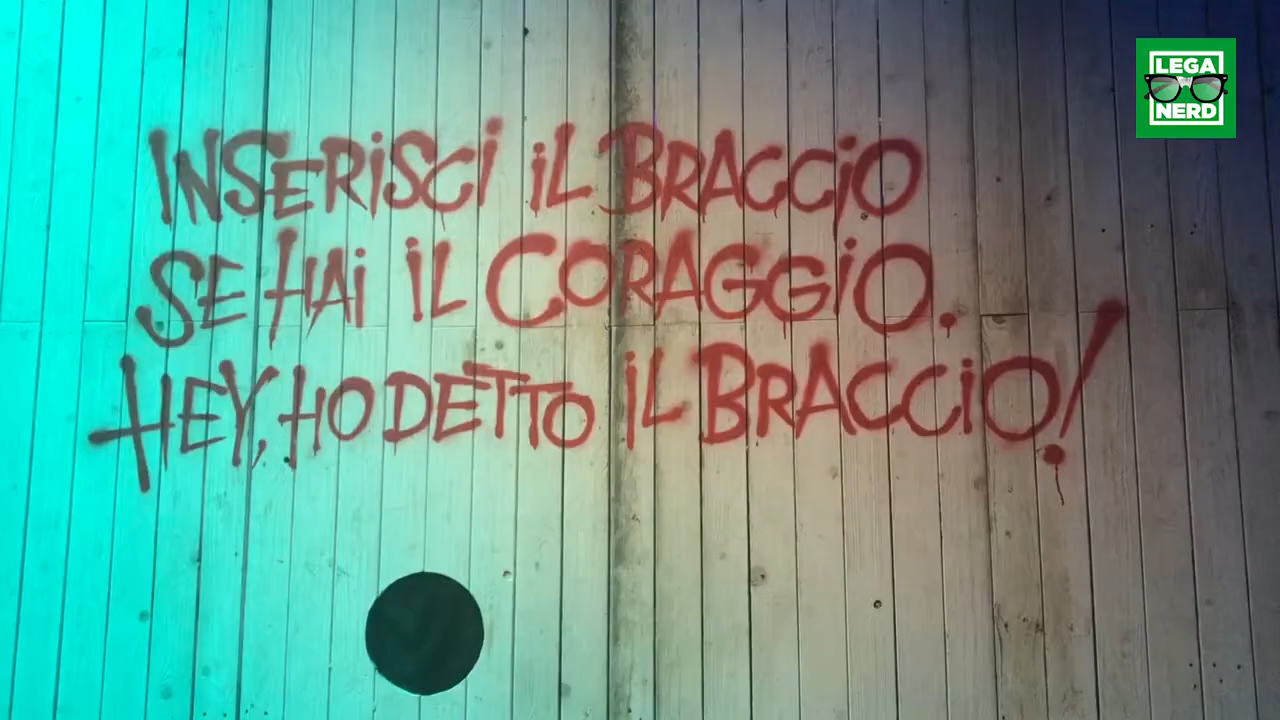 LEGA
NERD
INSERISCI IL BRACCIO
SE HAI IL CORAGGIO.
HEY, HO DETTO IL BRACCIO!